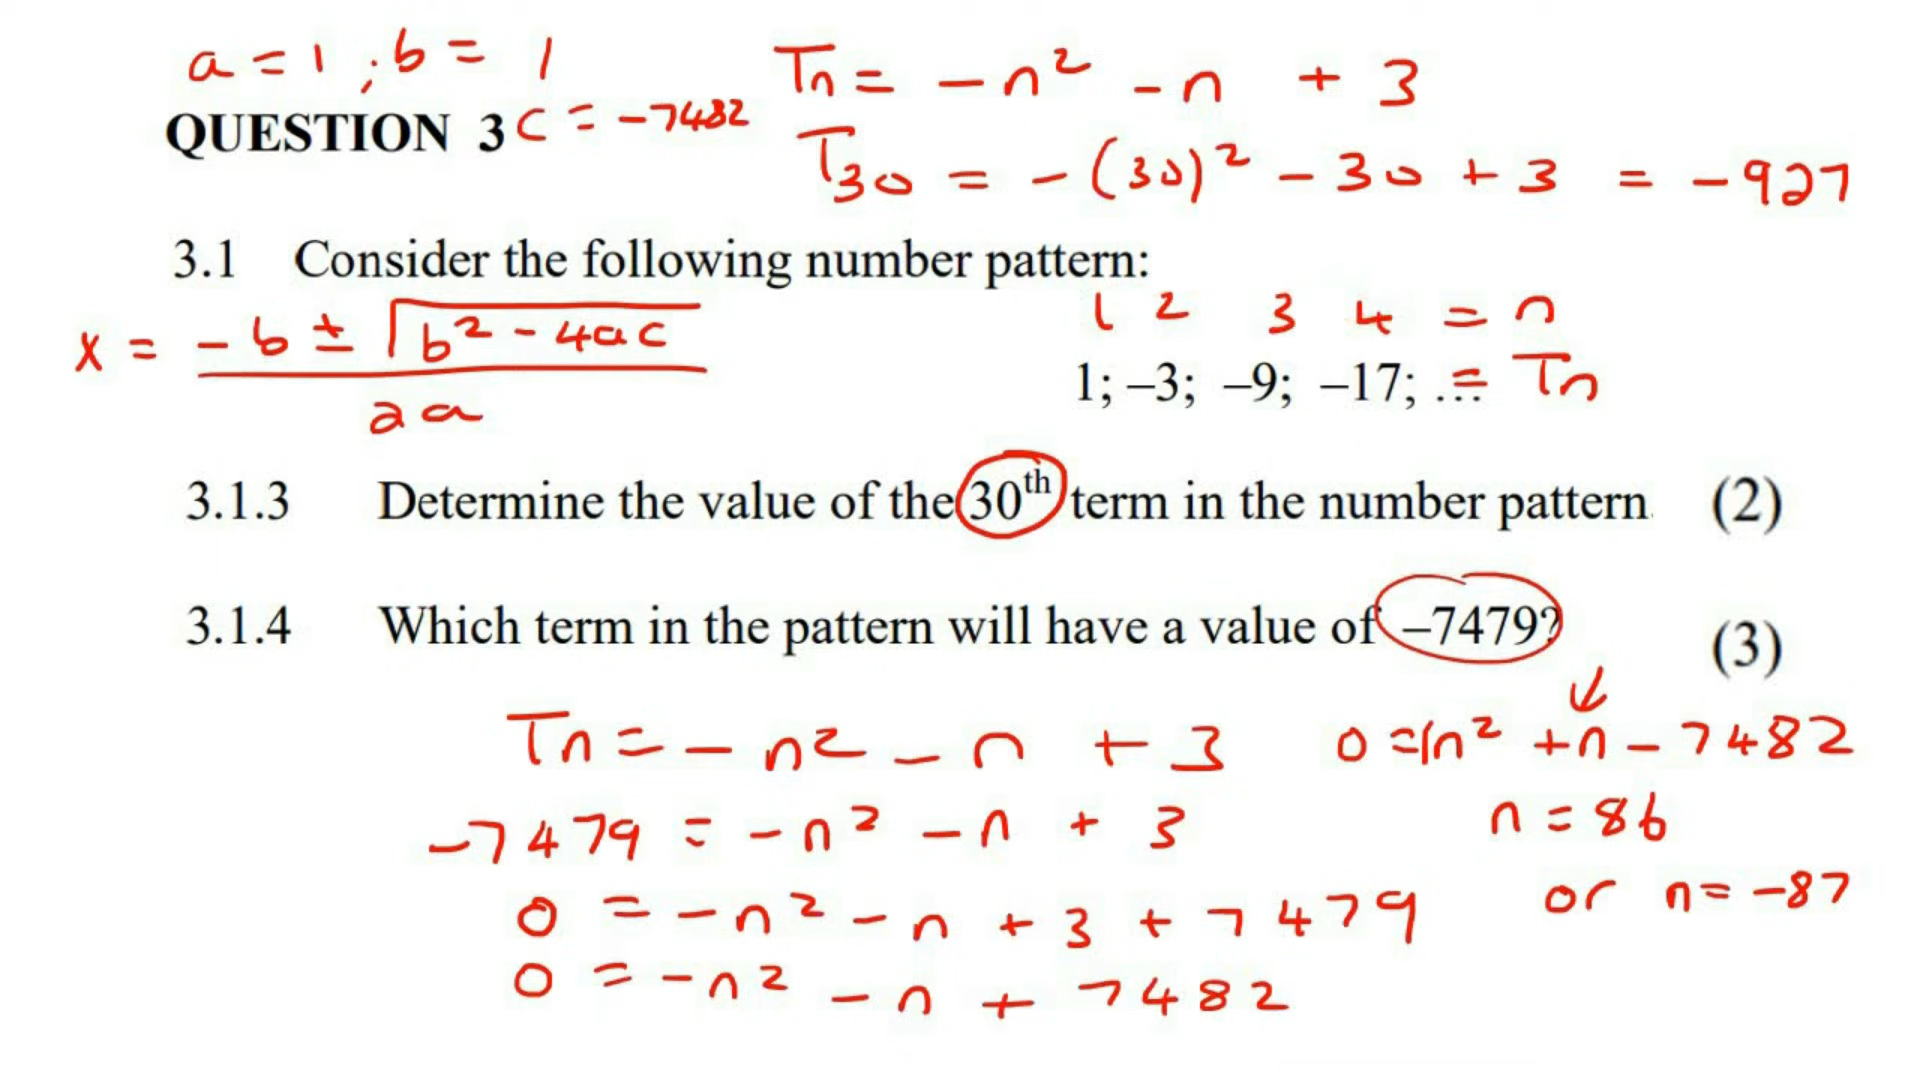 a = 1 ; b = 1
Tn = - n² - n + 3
QUESTION 3 c = -7482
T30 = - (30)² - 30 + 3 = - 927
3.1 Consider the following number pattern:
x = -b ± √b² - 4ac
2a
1 2 3 4 = n
1; –3; –9; –17; ... = Tn
3.1.3 Determine the value of the 30th term in the number pattern. (2)
3.1.4 Which term in the pattern will have a value of –7479? (3)
Tn = - n² - n + 3
-7479 = - n² - n + 3
0 = - n² - n + 3 + 7479
0 = - n² - n + 7482
0 = 1n² + n - 7482
n = 86
or n = -87